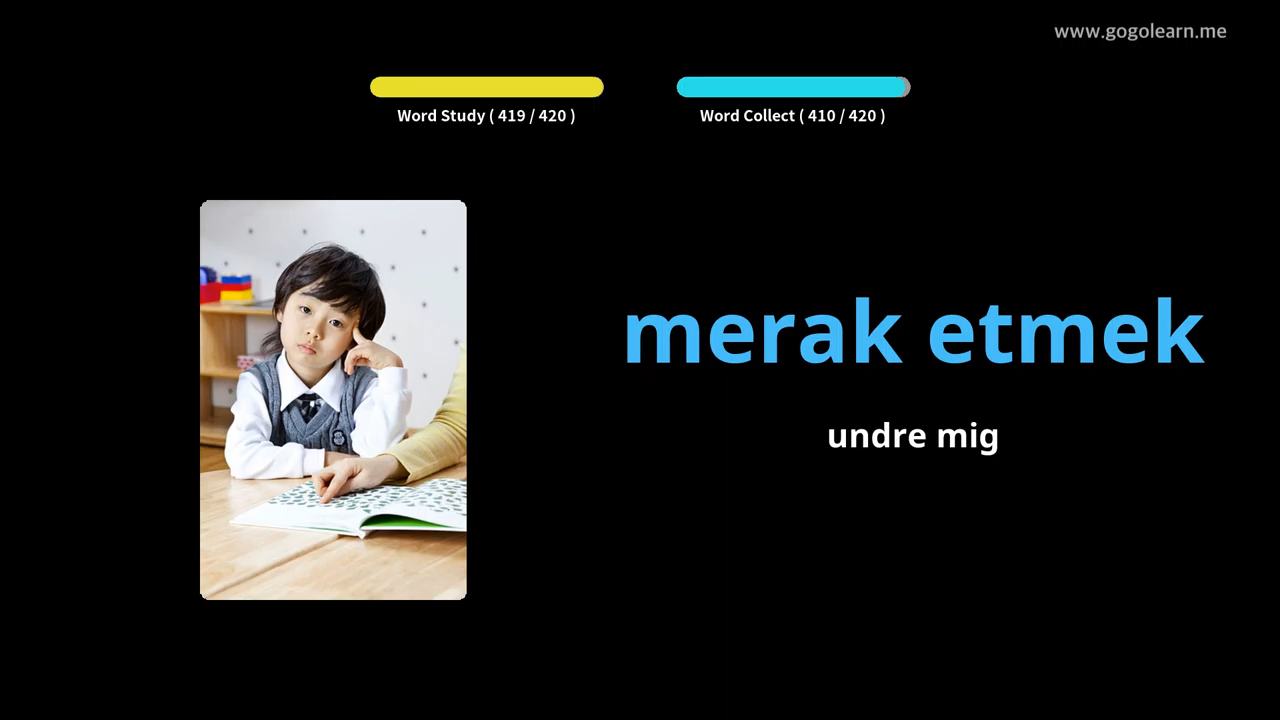 www.gogolearn.me
Word Study ( 419 / 420 )
Word Collect ( 410 / 420 )
merak etmek
undre mig